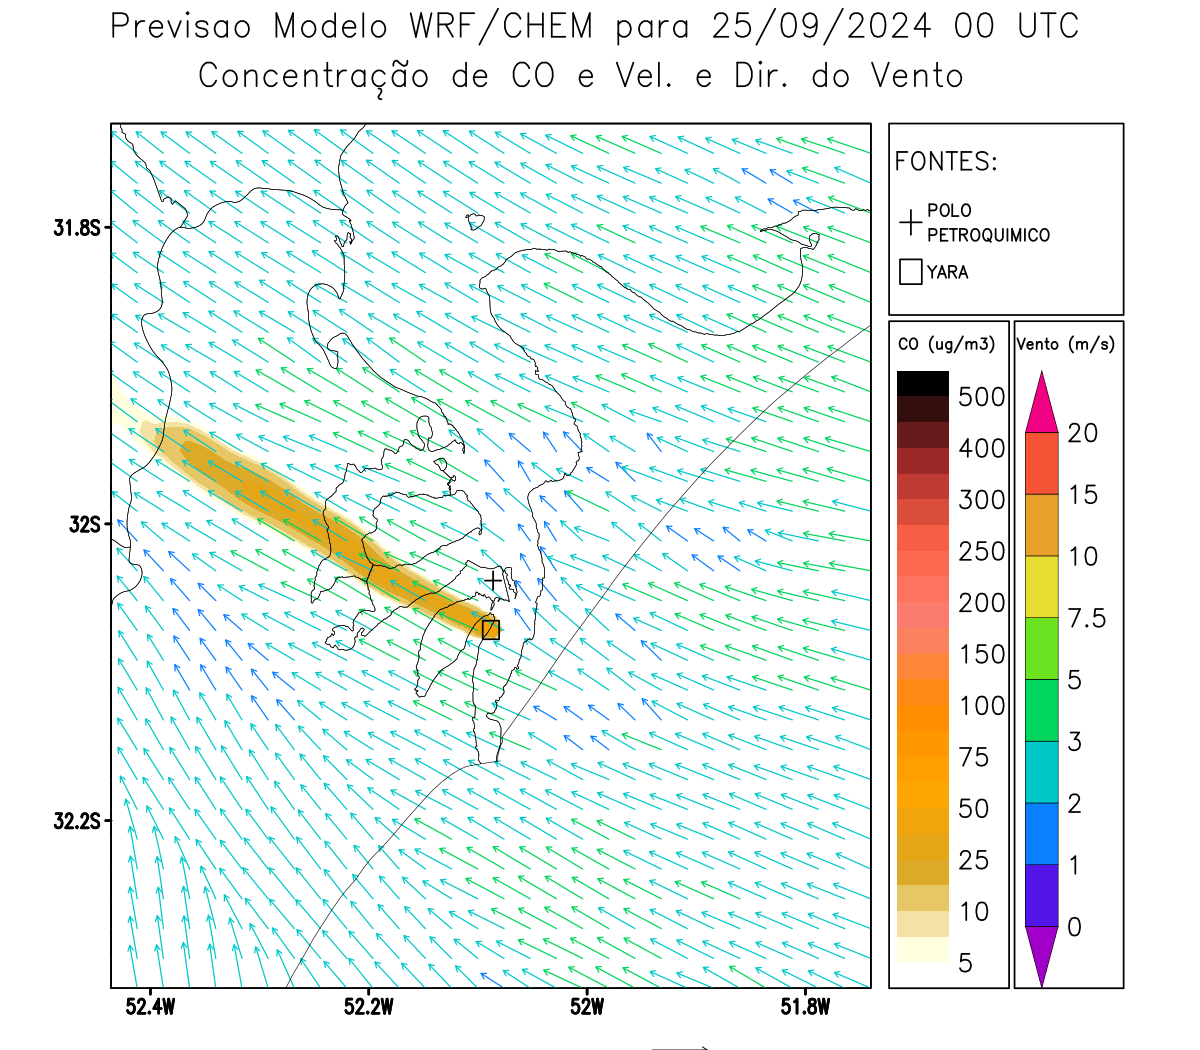 Previsao Modelo WRF/CHEM para 25/09/2024 00 UTC
Concentração de CO e Vel. e Dir. do Vento
FONTES:
POLO
PETROQUIMICO
YARA
31.8S
32S
32.2S
52.4W
52.2W
52W
51.8W
CO (ug/m3)
500
400
300
250
200
150
100
75
50
25
10
5
Vento (m/s)
20
15
10
7.5
5
3
2
1
0